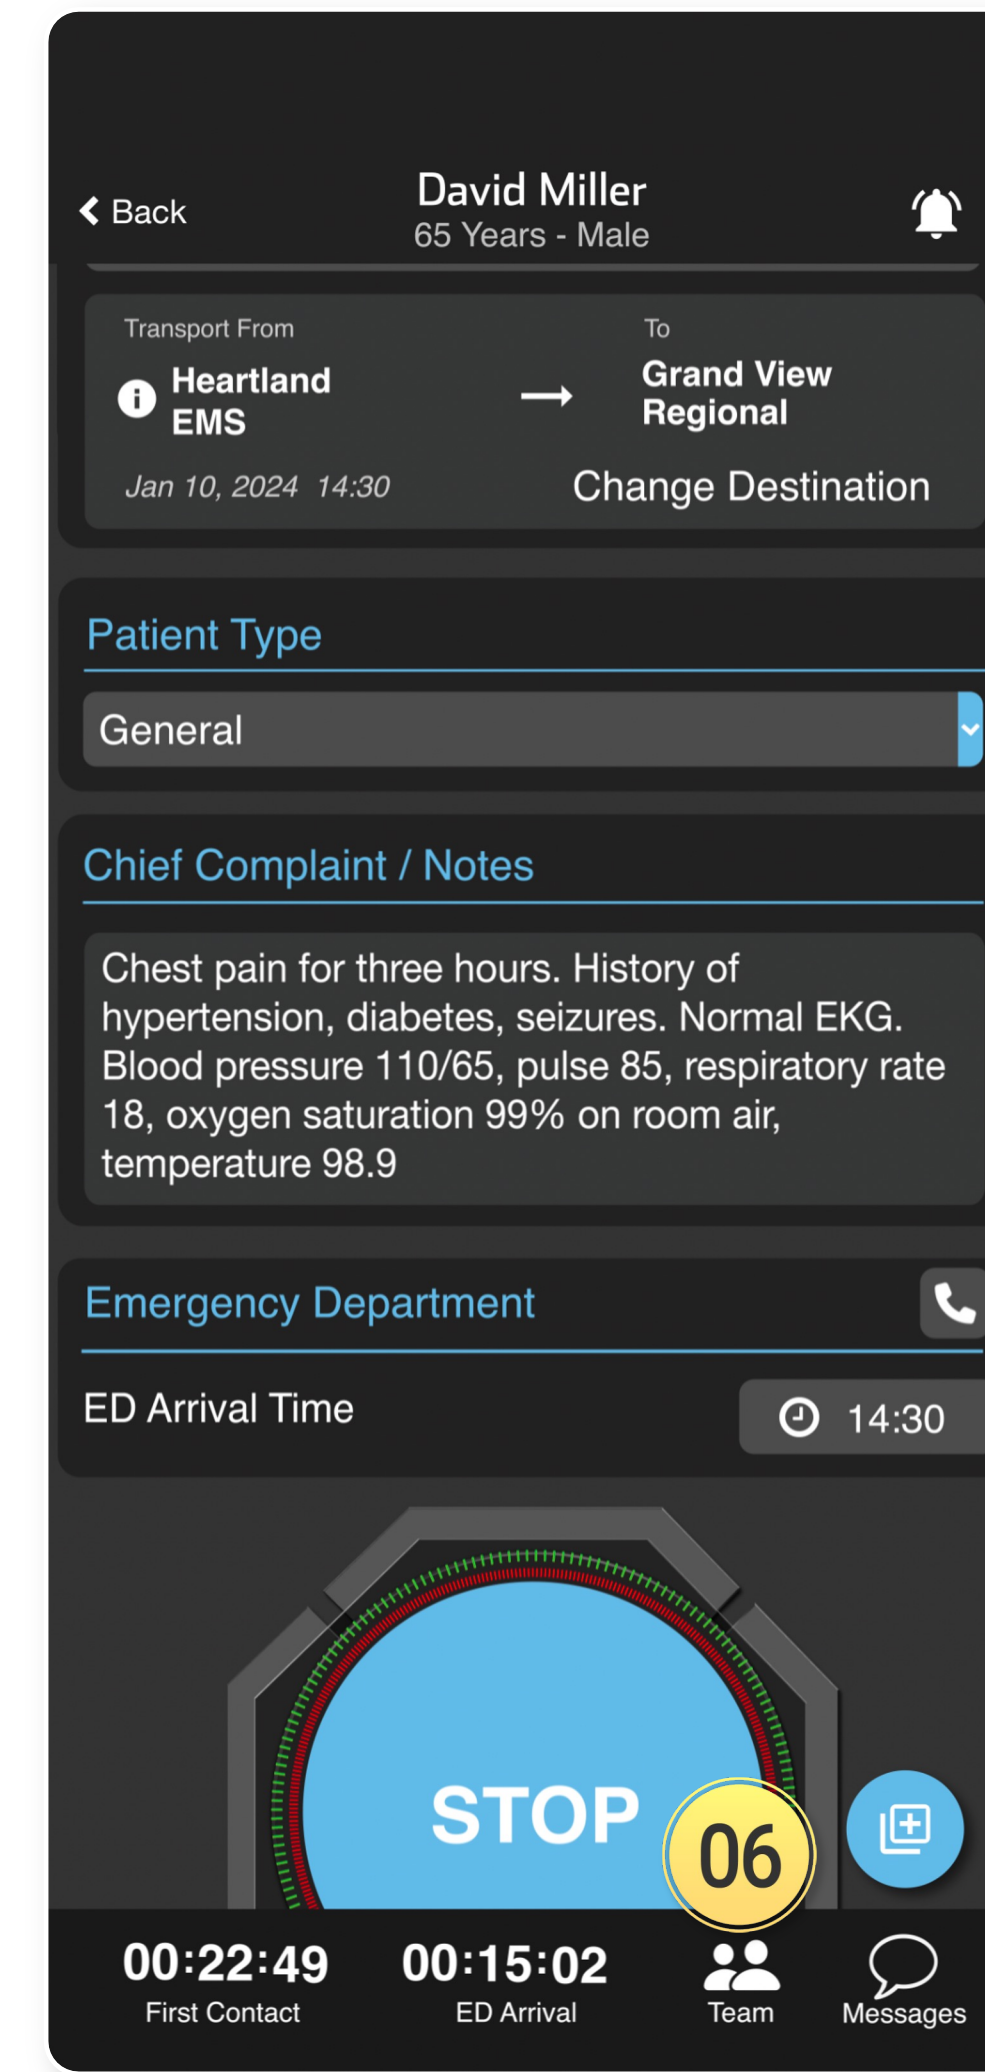 Back
David Miller
65 Years - Male
Transport From
To
Heartland
EMS
Grand View
Regional
Jan 10, 2024 14:30
Change Destination
Patient Type
General
Chief Complaint / Notes
Chest pain for three hours. History of
hypertension, diabetes, seizures. Normal EKG.
Blood pressure 110/65, pulse 85, respiratory rate
18, oxygen saturation 99% on room air,
temperature 98.9
Emergency Department
ED Arrival Time
14:30
STOP
06
00:22:49
First Contact
00:15:02
ED Arrival
Team
Messages